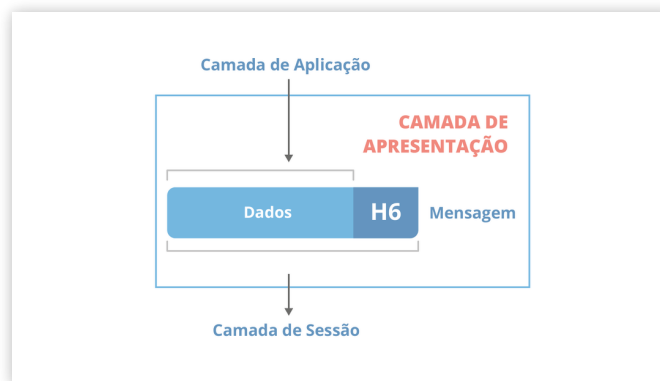 Camada de Aplicação
CAMADA DE
APRESENTAÇÃO
Dados H6 Mensagem
Camada de Sessão